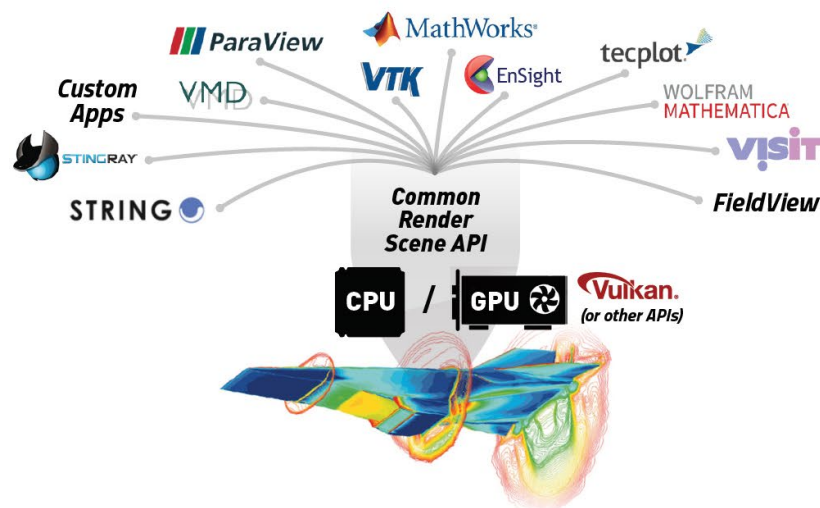 ParaView
MathWorks®
tecplot.
VTK
EnSight
Custom
Apps
VMD
WOLFRAM
MATHEMATICA
STINGRAY
VisIT
STRING
FieldView
Common
Render
Scene API
CPU / GPU
Vulkan.
(or other APIs)